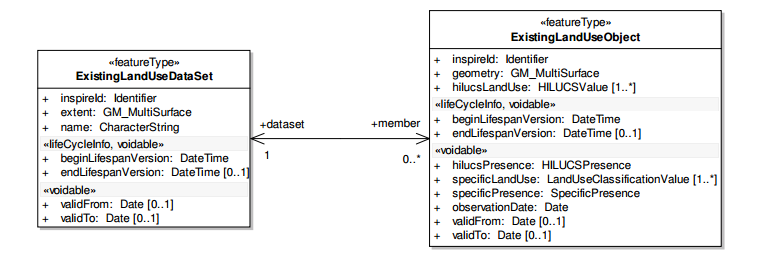 «featureType»
ExistingLandUseDataSet
+ inspireId: Identifier
+ extent: GM_MultiSurface
+ name: CharacterString
«lifeCycleInfo, voidable»
+ beginLifespanVersion: DateTime
+ endLifespanVersion: DateTime [0..1]
«voidable»
+ validFrom: Date [0..1]
+ validTo: Date [0..1]
+dataset
1
+member
0..*
«featureType»
ExistingLandUseObject
+ inspireId: Identifier
+ geometry: GM_MultiSurface
+ hilucsLandUse: HILUCSValue [1..*]
«lifeCycleInfo, voidable»
+ beginLifespanVersion: DateTime
+ endLifespanVersion: DateTime [0..1]
«voidable»
+ hilucsPresence: HILUCSPresence
+ specificLandUse: LandUseClassificationValue [1..*]
+ specificPresence: SpecificPresence
+ observationDate: Date
+ validFrom: Date [0..1]
+ validTo: Date [0..1]